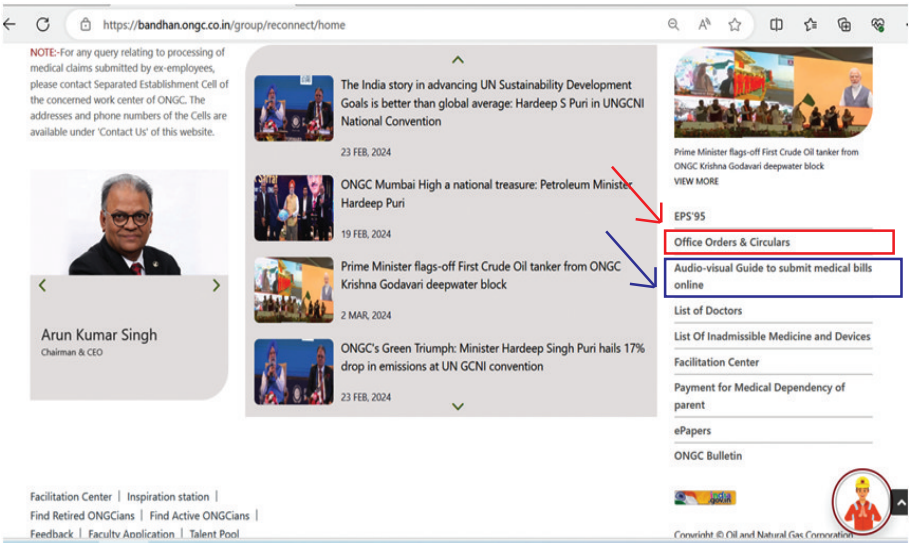 https://bandhan.ongc.co.in/group/reconnect/home
NOTE:-For any query relating to processing of
medical claims submitted by ex-employees,
please contact Separated Establishment Cell of
the concerned work center of ONGC. The
addresses and phone numbers of the Cells are
available under 'Contact Us' of this website.
Arun Kumar Singh
Chairman & CEO
The India story in advancing UN Sustainability Development
Goals is better than global average: Hardeep S Puri in UNGCNI
National Convention
23 FEB, 2024
ONGC Mumbai High a national treasure: Petroleum Minister
Hardeep Puri
19 FEB, 2024
Prime Minister flags-off First Crude Oil tanker from ONGC
Krishna Godavari deepwater block
2 MAR, 2024
ONGC's Green Triumph: Minister Hardeep Singh Puri hails 17%
drop in emissions at UN GCNI convention
23 FEB, 2024
Prime Minister flags-off First Crude Oil tanker from
ONGC Krishna Godavari deepwater block
VIEW MORE
EPS'95
Office Orders & Circulars
Audio-visual Guide to submit medical bills
online
List of Doctors
List Of Inadmissible Medicine and Devices
Facilitation Center
Payment for Medical Dependency of
parent
ePapers
ONGC Bulletin
Facilitation Center | Inspiration station |
Find Retired ONGCians | Find Active ONGCians |
Feedback | Faculty Application | Talent Pool
india
.gov.in
Copyright © Oil and Natural Gas Corporation